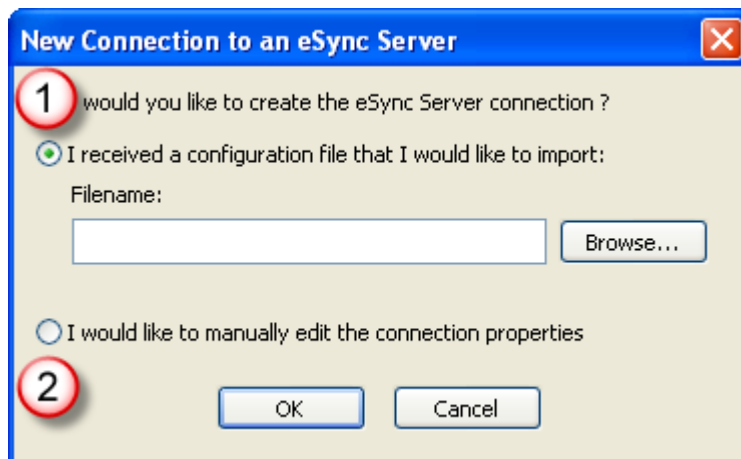 New Connection to an eSync Server
1 would you like to create the eSync Server connection ?
I received a configuration file that I would like to import:
Filename:
Browse...
I would like to manually edit the connection properties
2
OK Cancel